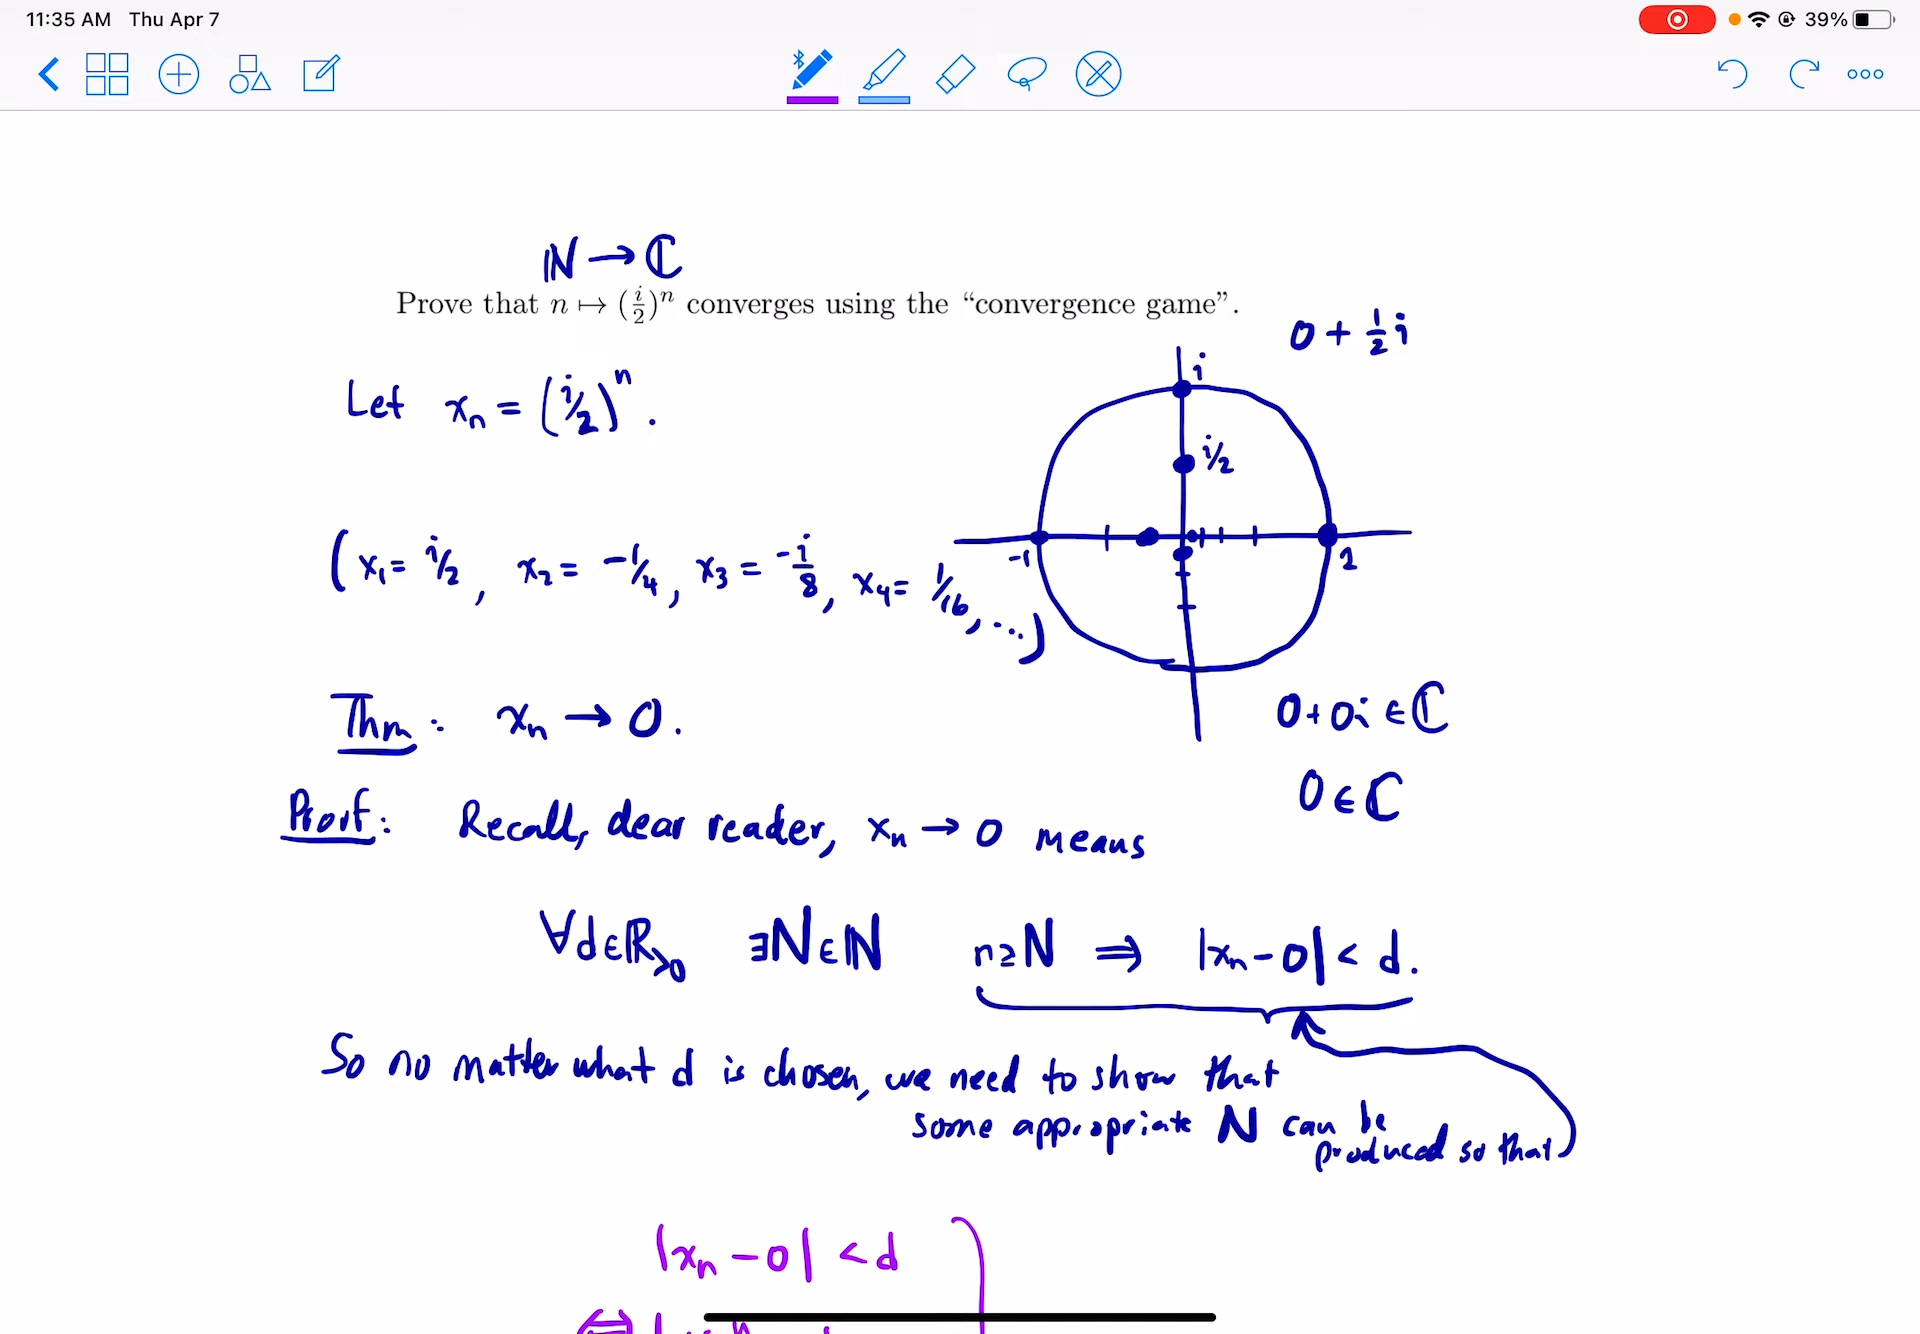 11:35 AM Thu Apr 7
39%
ℕ → ℂ
Prove that n ↦ (i/2)ⁿ converges using the “convergence game”.
0 + ½i
Let xₙ = (i/2)ⁿ.
i
i/2
-1
1
(x₁ = i/2, x₂ = -1/4, x₃ = -i/8, x₄ = 1/16, ...)
Thm: xₙ → 0.
0+0i ∈ ℂ
0 ∈ ℂ
Proof: Recall, dear reader, xₙ → 0 means
∀d∈ℝ>0 ∃N∈ℕ n≥N ⇒ |xₙ-0| < d.
So no matter what d is chosen, we need to show that
some appropriate N can be
produced so that
|xₙ - 0| < d
⇔